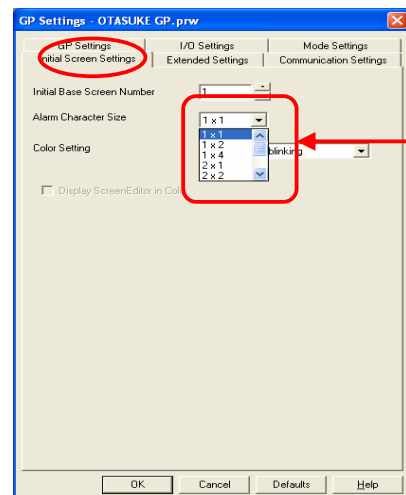 GP Settings - OTASUKE GP.prw
GP Settings I/O Settings Mode Settings
Initial Screen Settings Extended Settings Communication Settings
Initial Base Screen Number 1
Alarm Character Size 1 x 1
1 x 1
1 x 2
Color Setting blinking
1 x 4
2 x 1
2 x 2
Display ScreenEditor in Color
OK Cancel Defaults Help